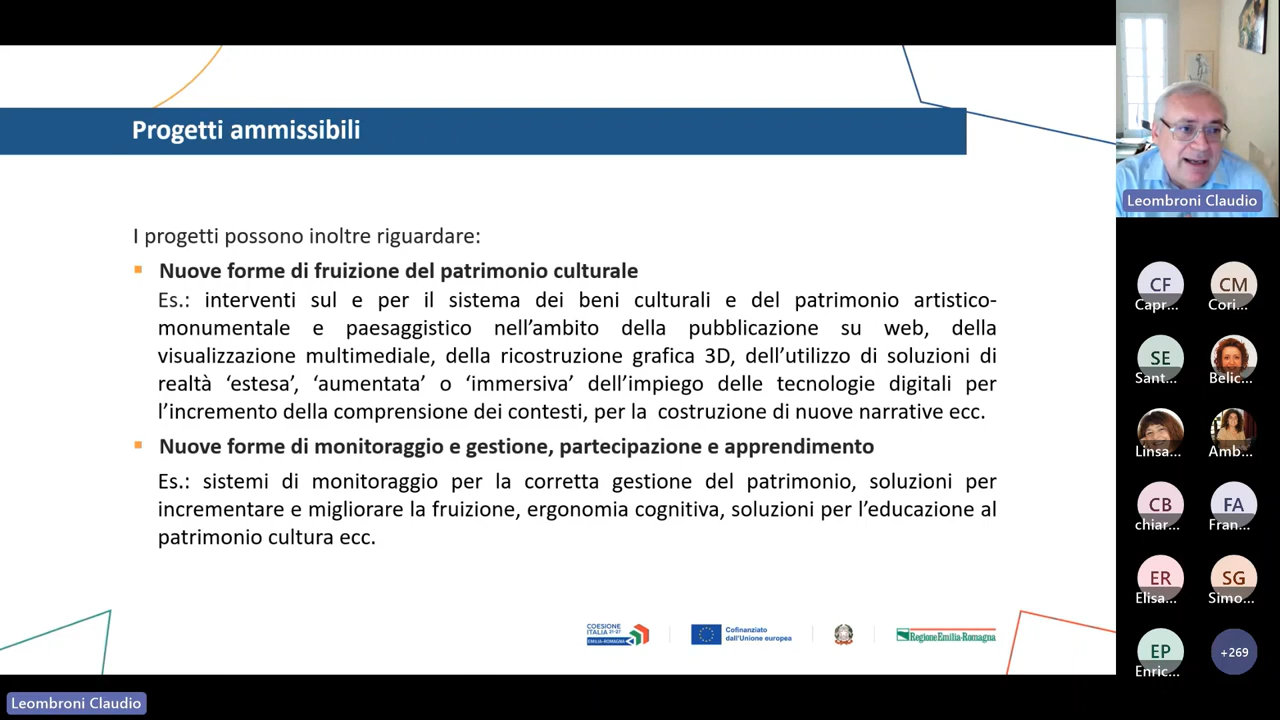 Progetti ammissibili
I progetti possono inoltre riguardare:
Nuove forme di fruizione del patrimonio culturale
Es.: interventi sul e per il sistema dei beni culturali e del patrimonio artistico-
monumentale e paesaggistico nell’ambito della pubblicazione su web, della
visualizzazione multimediale, della ricostruzione grafica 3D, dell’utilizzo di soluzioni di
realtà ‘estesa’, ‘aumentata’ o ‘immersiva’ dell’impiego delle tecnologie digitali per
l’incremento della comprensione dei contesti, per la costruzione di nuove narrative ecc.
Nuove forme di monitoraggio e gestione, partecipazione e apprendimento
Es.: sistemi di monitoraggio per la corretta gestione del patrimonio, soluzioni per
incrementare e migliorare la fruizione, ergonomia cognitiva, soluzioni per l’educazione al
patrimonio cultura ecc.
COESIONE
ITALIA 21-27
EMILIA-ROMAGNA
Cofinanziato
dall'Unione europea
RegioneEmilia-Romagna
Leombroni Claudio
Leombroni Claudio
CF
Capr...
CM
Cori...
SE
Sant...
Belic...
Linsa...
Amb...
CB
chiar...
FA
Fran...
ER
Elisa...
SG
Simo...
EP
Enric...
+269